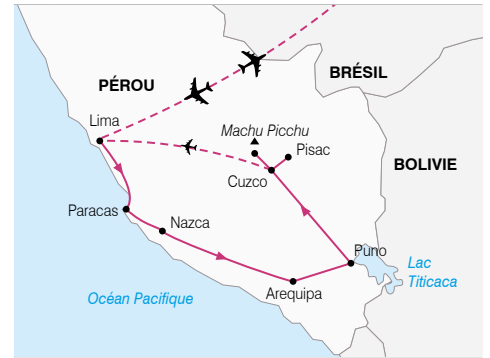 PÉROU
BRÉSIL
Lima
Machu Picchu
Pisac
BOLIVIE
Cuzco
Paracas
Nazca
Puno
Lac
Titicaca
Arequipa
Océan Pacifique